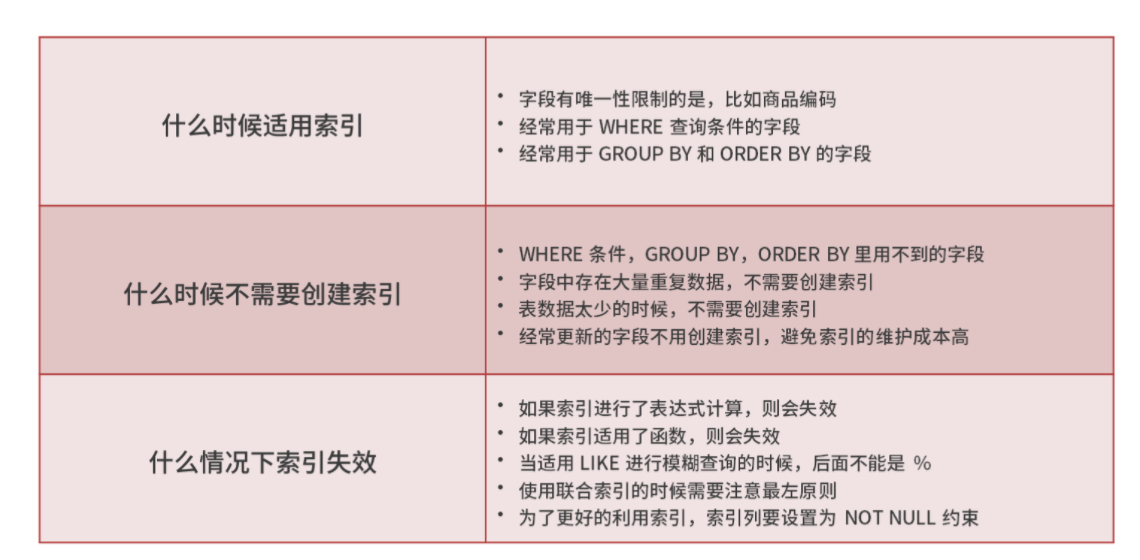 什么时候适用索引
• 字段有唯一性限制的是，比如商品编码
• 经常用于 WHERE 查询条件的字段
• 经常用于 GROUP BY 和 ORDER BY 的字段
什么时候不需要创建索引
• WHERE 条件，GROUP BY，ORDER BY 里用不到的字段
• 字段中存在大量重复数据，不需要创建索引
• 表数据太少的时候，不需要创建索引
• 经常更新的字段不用创建索引，避免索引的维护成本高
什么情况下索引失效
• 如果索引进行了表达式计算，则会失效
• 如果索引适用了函数，则会失效
• 当适用 LIKE 进行模糊查询的时候，后面不能是 %
• 使用联合索引的时候需要注意最左原则
• 为了更好的利用索引，索引列要设置为 NOT NULL 约束